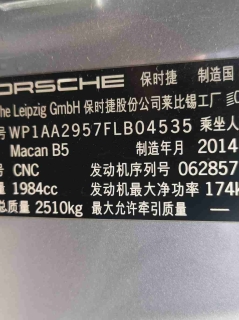 PORSCHE 保时捷 制造国
he Leipzig GmbH 保时捷股份公司莱比锡工厂
WP1AA2957FLB04535 乘坐人
Macan B5 制造年月 2014
CNC 发动机序列号 062857
1984cc 发动机最大净功率 174k
总质量 2510kg 最大允许牵引质量 —